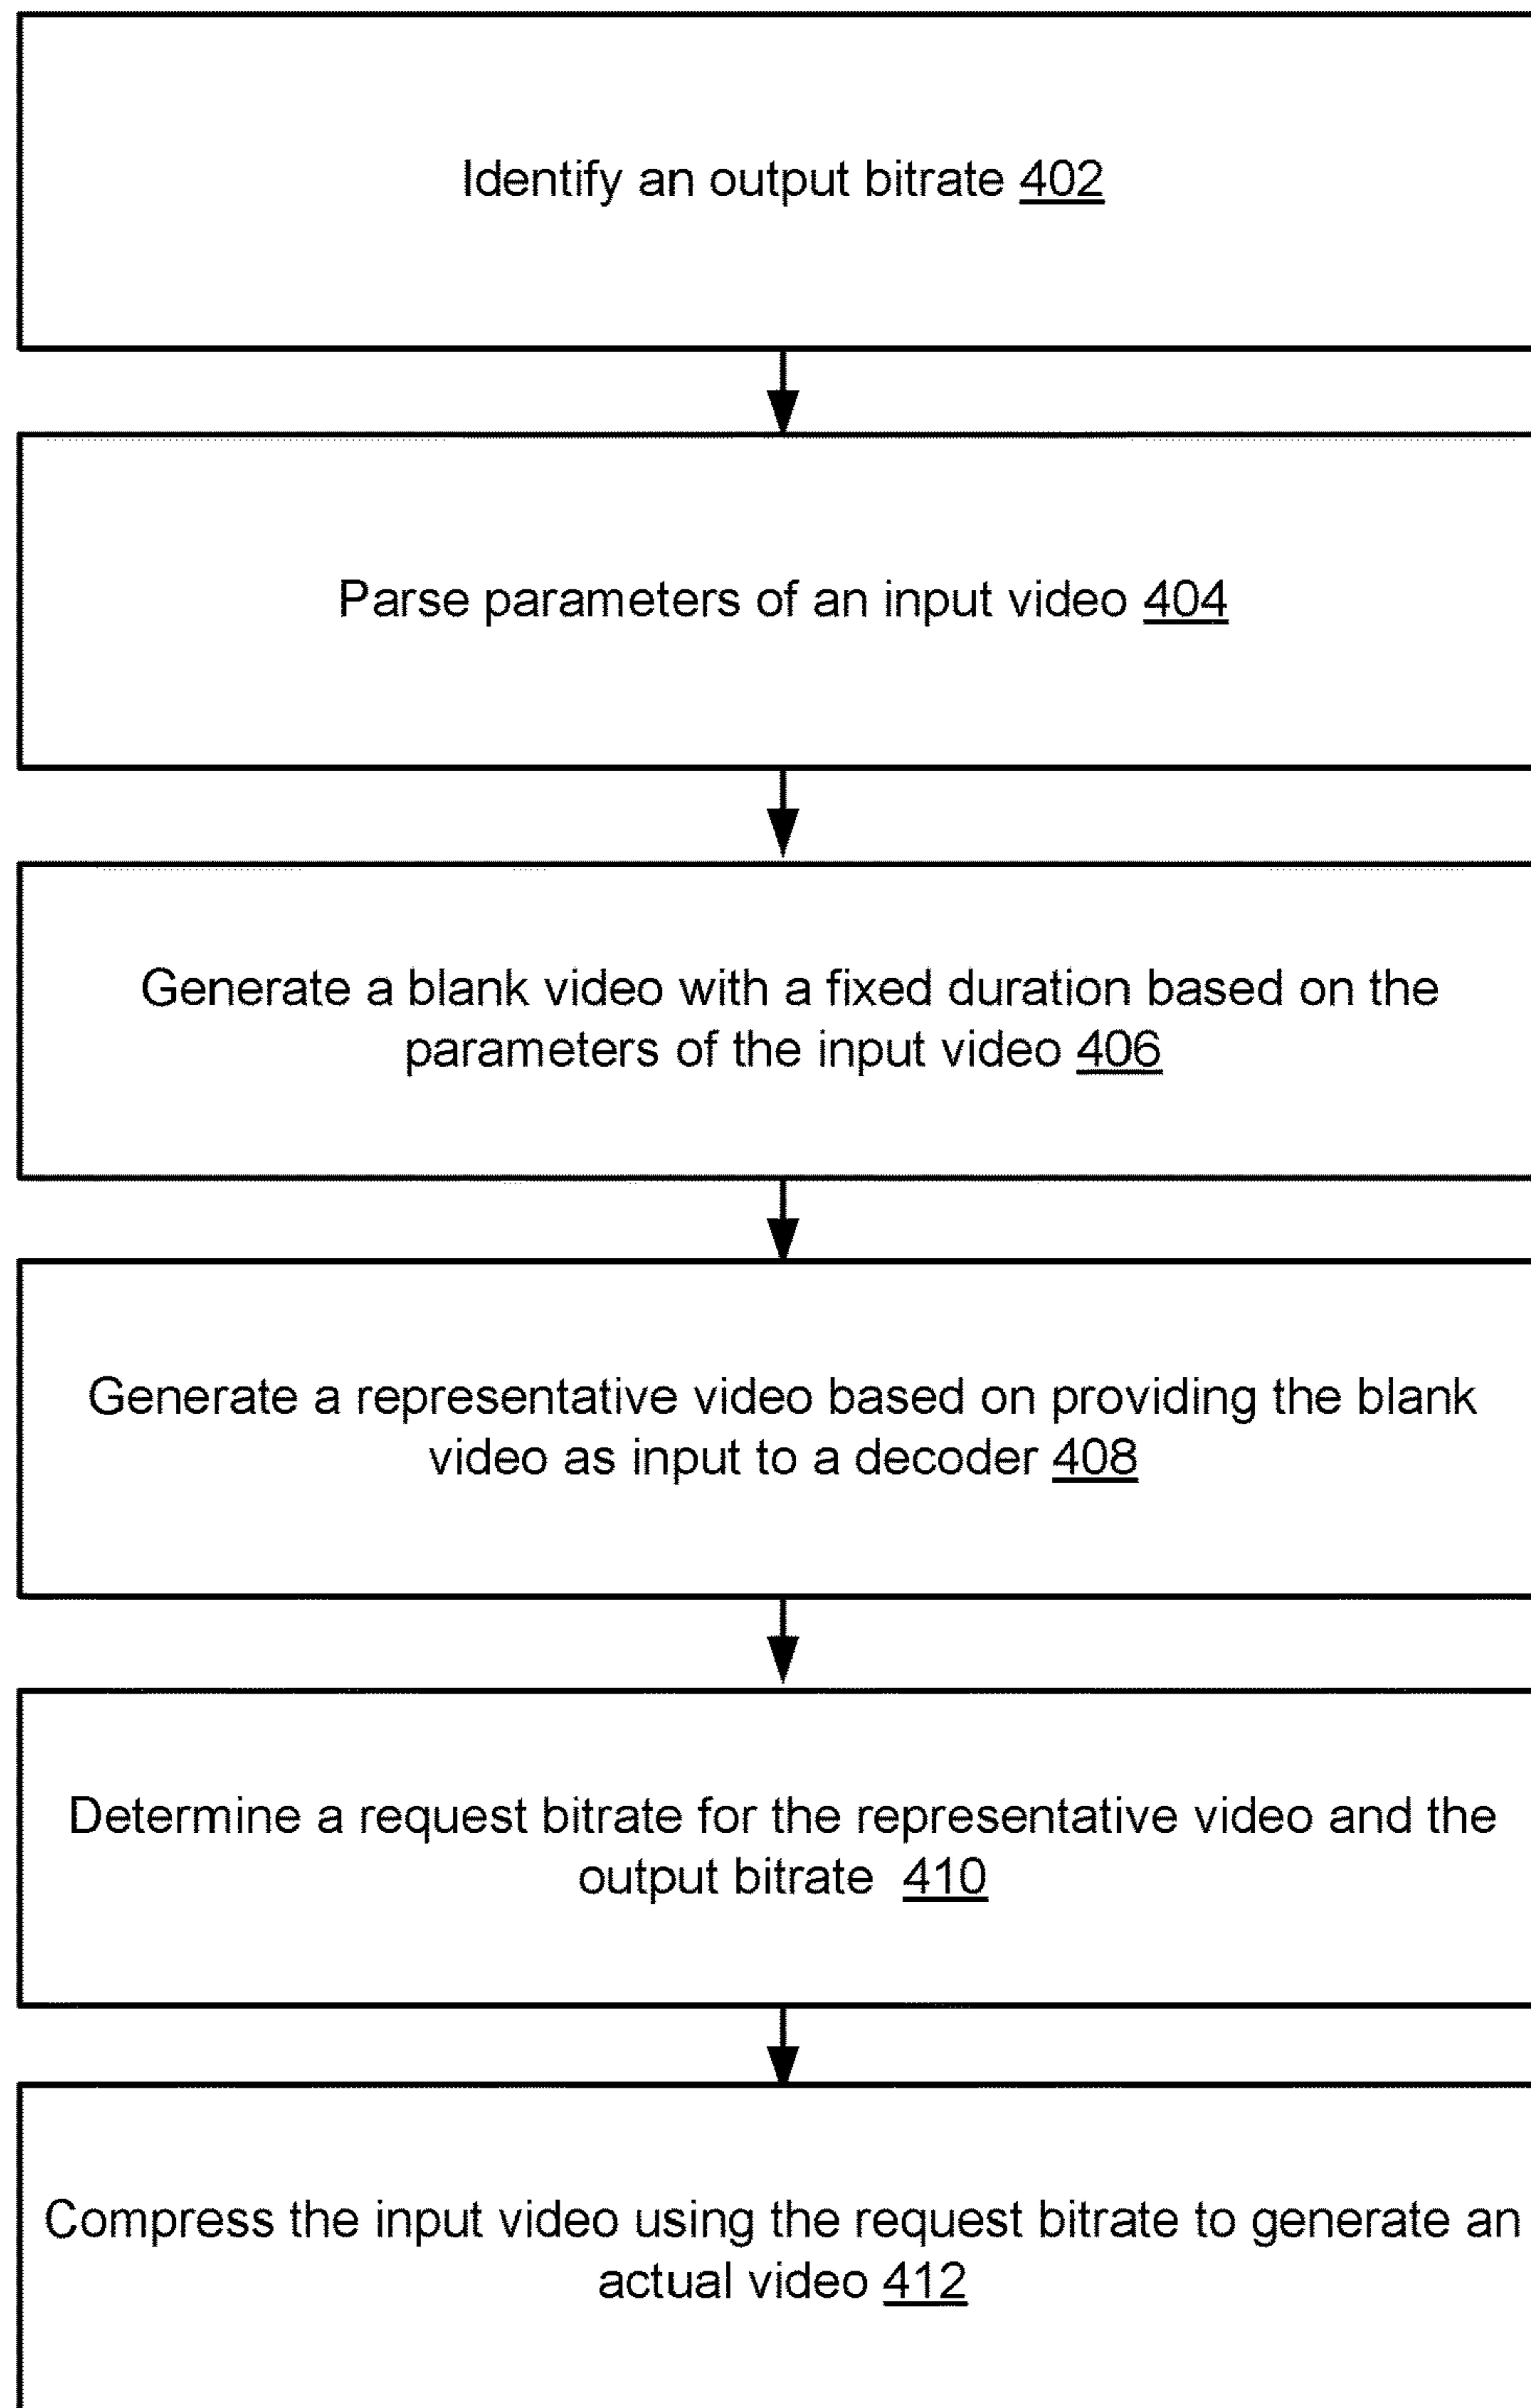 Identify an output bitrate 402
Parse parameters of an input video 404
Generate a blank video with a fixed duration based on the
parameters of the input video 406
Generate a representative video based on providing the blank
video as input to a decoder 408
Determine a request bitrate for the representative video and the
output bitrate 410
Compress the input video using the request bitrate to generate an
actual video 412